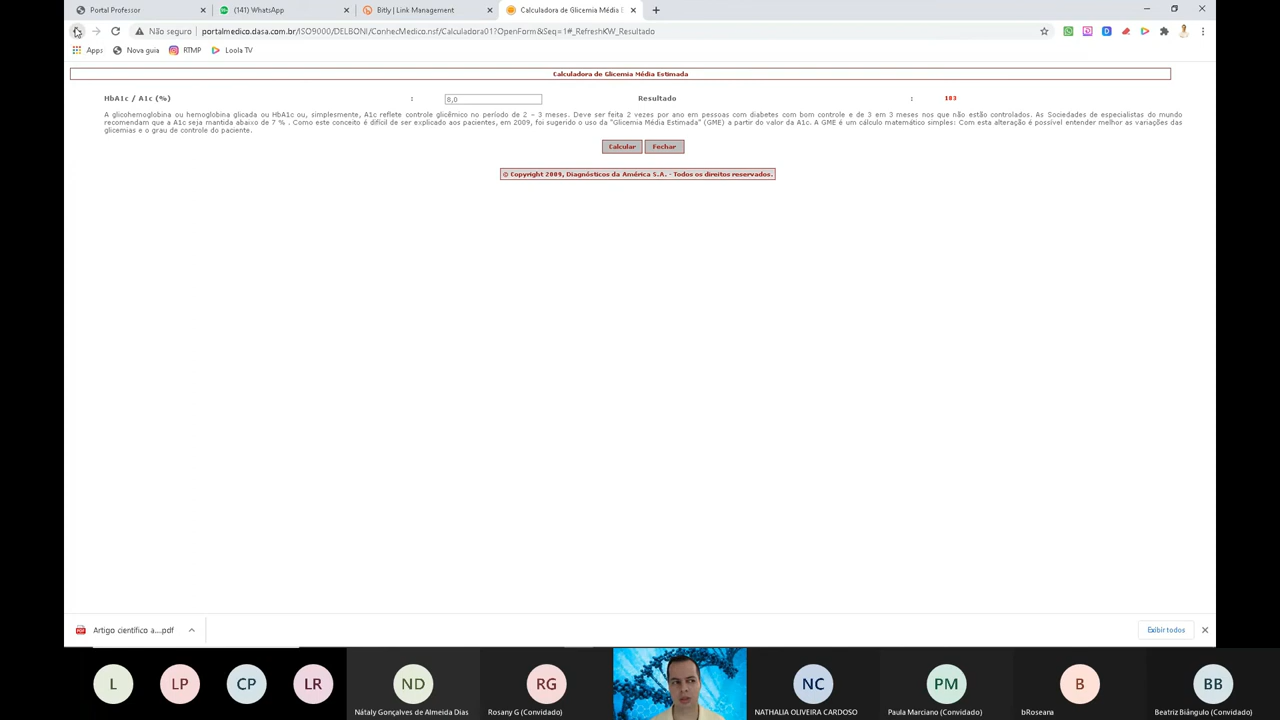 Portal Professor
(141) WhatsApp
Bitly | Link Management
Calculadora de Glicemia Média E
Não seguro
portalmedico.dasa.com.br/ISO9000/DELBONI/ConhecMedico.nsf/Calculadora01?OpenForm&Seq=1#_RefreshKW_Resultado
Apps
Nova guia
RTMP
Loola TV
Calculadora de Glicemia Média Estimada
HbA1c / A1c (%) : 8,0 Resultado : 183
A glicohemoglobina ou hemoglobina glicada ou HbA1c ou, simplesmente, A1c reflete controle glicêmico no período de 2 – 3 meses. Deve ser feita 2 vezes por ano em pessoas com diabetes com bom controle e de 3 em 3 meses nos que não estão controlados. As Sociedades de especialistas do mundo
recomendam que a A1c seja mantida abaixo de 7 % . Como este conceito é difícil de ser explicado aos pacientes, em 2009, foi sugerido o uso da "Glicemia Média Estimada" (GME) a partir do valor da A1c. A GME é um cálculo matemático simples: Com esta alteração é possível entender melhor as variações das
glicemias e o grau de controle do paciente.
Calcular Fechar
© Copyright 2009, Diagnósticos da América S.A. - Todos os direitos reservados.
Artigo científico a....pdf
Exibir todos
L
LP
CP
LR
ND
RG
NC
PM
B
BB
Nátaly Gonçalves de Almeida Dias
Rosany G (Convidado)
NATHALIA OLIVEIRA CARDOSO
Paula Marciano (Convidado)
bRoseana
Beatriz Biângulo (Convidado)